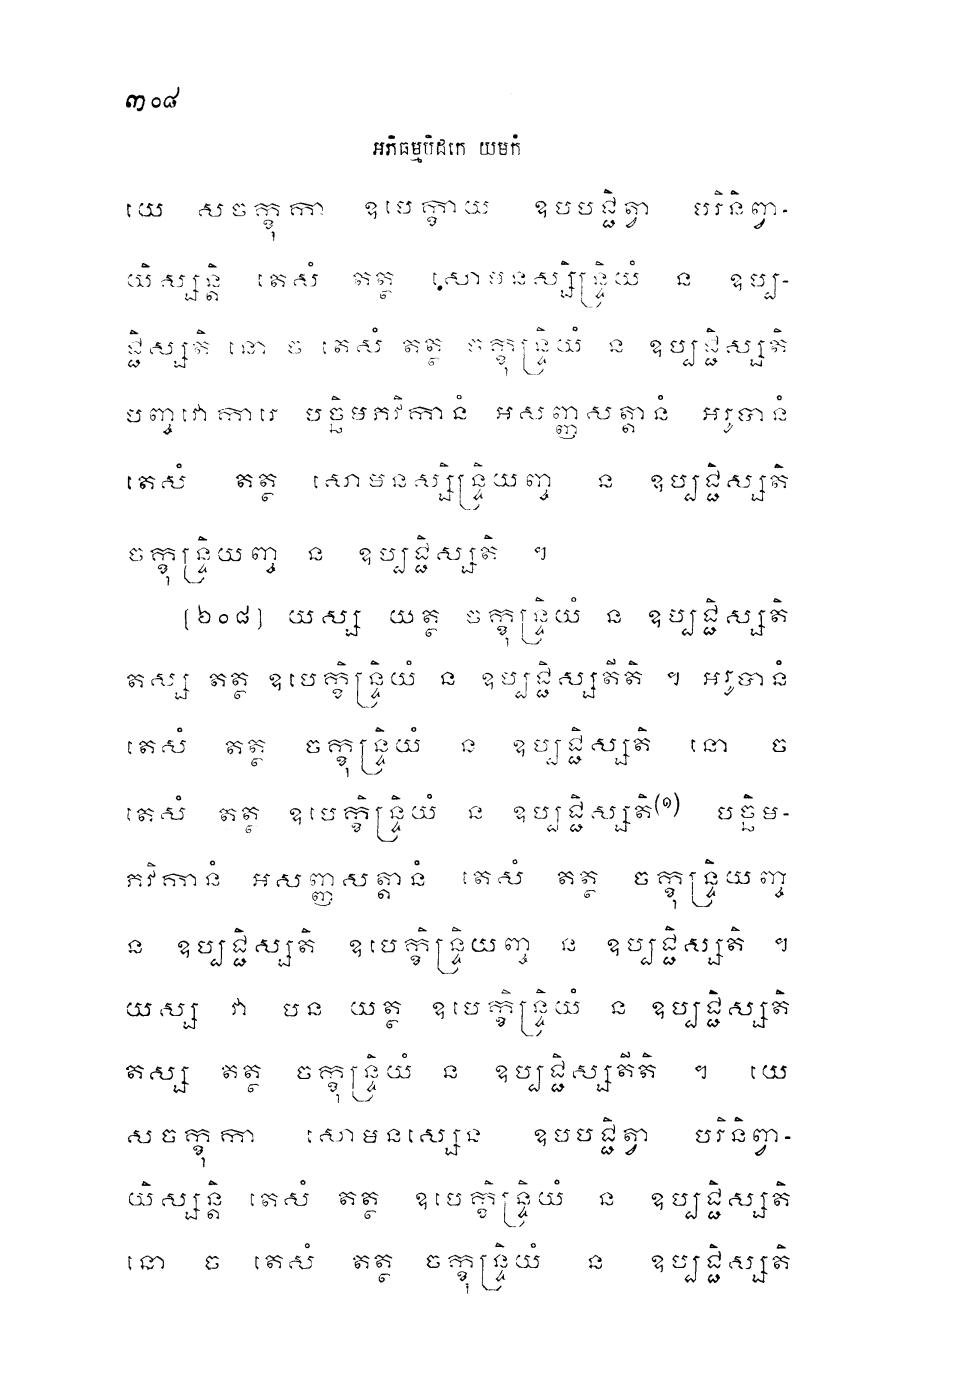 ៣០៨
អភិធម្មបិដកេ យមកំ
យេ សចក្ខុកា ឧបេក្ខាយ ឧបបជ្ជិត្វា បរិនិព្វា-
យិស្សន្តិ តេសំ តត្ថ សោមនស្សិន្ទ្រិយំ ន ឧប្ប-
ជ្ជិស្សតិ នោ ច តេសំ តត្ថ ចក្ខុន្ទ្រិយំ ន ឧប្បជ្ជិស្សតិ
បញ្ចវោការេ បច្ឆិមភវិកានំ អសញ្ញសត្តានំ អរូបានំ
តេសំ តត្ថ សោមនស្សិន្ទ្រិយញ្ច ន ឧប្បជ្ជិស្សតិ
ចក្ខុន្ទ្រិយញ្ច ន ឧប្បជ្ជិស្សតិ ។
[២០៨] យស្ស យត្ថ ចក្ខុន្ទ្រិយំ ន ឧប្បជ្ជិស្សតិ
តស្ស តត្ថ ឧបេក្ខិន្ទ្រិយំ ន ឧប្បជ្ជិស្សតីតិ ។ អរូបានំ
តេសំ តត្ថ ចក្ខុន្ទ្រិយំ ន ឧប្បជ្ជិស្សតិ នោ ច
តេសំ តត្ថ ឧបេក្ខិន្ទ្រិយំ ន ឧប្បជ្ជិស្សតិ(១) បច្ឆិម-
ភវិកានំ អសញ្ញសត្តានំ តេសំ តត្ថ ចក្ខុន្ទ្រិយញ្ច
ន ឧប្បជ្ជិស្សតិ ឧបេក្ខិន្ទ្រិយញ្ច ន ឧប្បជ្ជិស្សតិ ។
យស្ស វា បន យត្ថ ឧបេក្ខិន្ទ្រិយំ ន ឧប្បជ្ជិស្សតិ
តស្ស តត្ថ ចក្ខុន្ទ្រិយំ ន ឧប្បជ្ជិស្សតីតិ ។ យេ
សចក្ខុកា សោមនស្សេន ឧបបជ្ជិត្វា បរិនិព្វា-
យិស្សន្តិ តេសំ តត្ថ ឧបេក្ខិន្ទ្រិយំ ន ឧប្បជ្ជិស្សតិ
នោ ច តេសំ តត្ថ ចក្ខុន្ទ្រិយំ ន ឧប្បជ្ជិស្សតិ